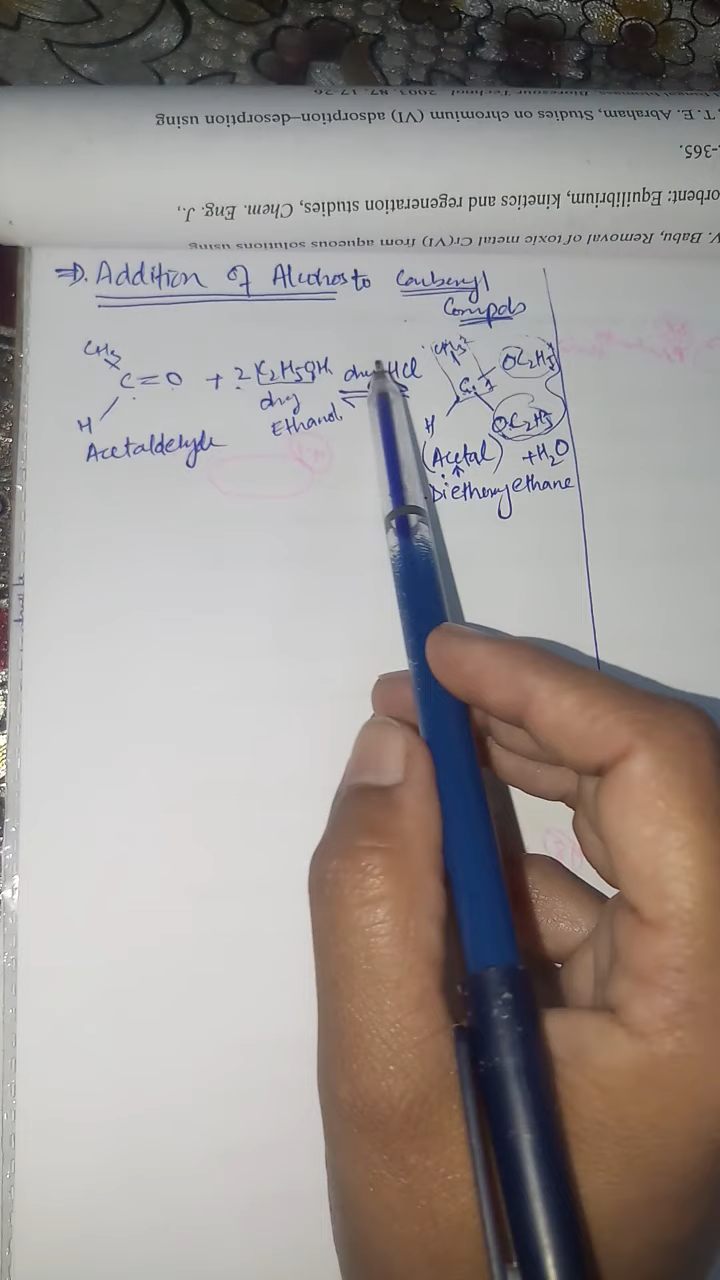 T. E. Abraham, Studies on chromium (VI) adsorption–desorption using
-365.
orbent: Equilibrium, kinetics and regeneration studies, Chem. Eng. J.,
V. Babu, Removal of toxic metal Cr(VI) from aqueous solutions using
⇒. Addition of Alcohos to Carbonyl
Compds
CH3
C=O + 2 C2H5OH dry HCl
H
dry
Ethanol
Acetaldehyde
CH3
C
OC2H5
H
OC2H5
(Acetal) + H2O
Diethoxyethane